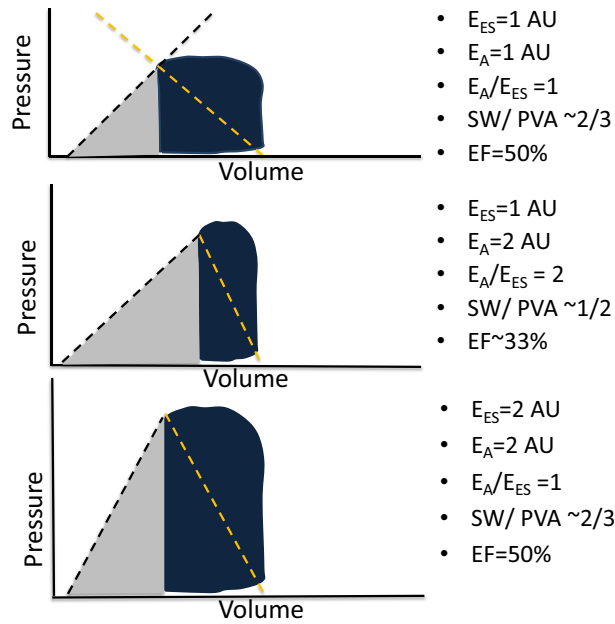 Pressure
Volume
• E_ES=1 AU
• E_A=1 AU
• E_A/E_ES =1
• SW/ PVA ~2/3
• EF=50%
Pressure
Volume
• E_ES=1 AU
• E_A=2 AU
• E_A/E_ES = 2
• SW/ PVA ~1/2
• EF~33%
Pressure
Volume
• E_ES=2 AU
• E_A=2 AU
• E_A/E_ES =1
• SW/ PVA ~2/3
• EF=50%